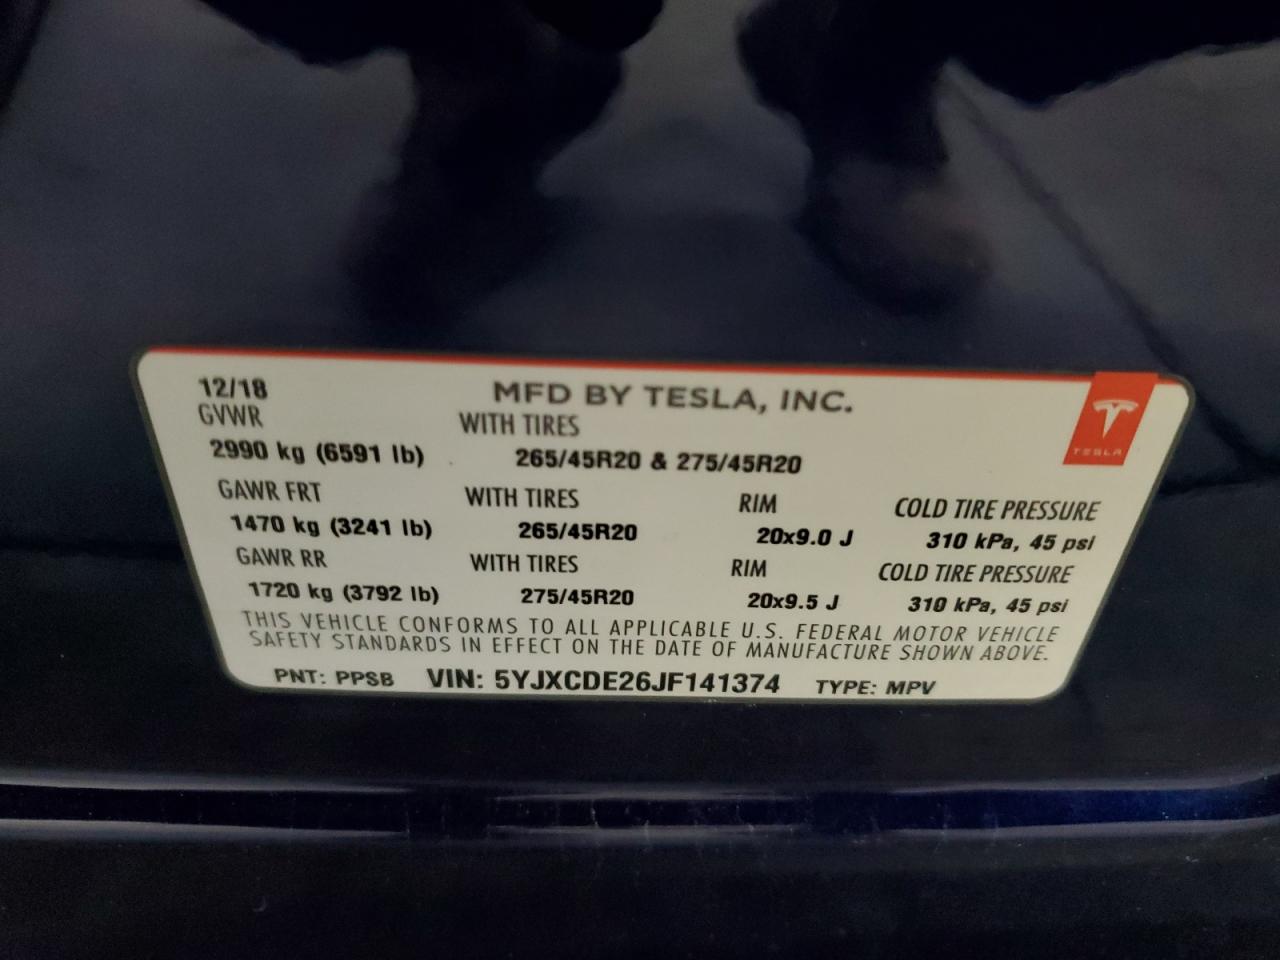 12/18 MFD BY TESLA, INC.
GVWR WITH TIRES
2990 kg (6591 lb) 265/45R20 & 275/45R20
TESLA
GAWR FRT WITH TIRES RIM COLD TIRE PRESSURE
1470 kg (3241 lb) 265/45R20 20x9.0 J 310 kPa, 45 psi
GAWR RR WITH TIRES RIM COLD TIRE PRESSURE
1720 kg (3792 lb) 275/45R20 20x9.5 J 310 kPa, 45 psi
THIS VEHICLE CONFORMS TO ALL APPLICABLE U.S. FEDERAL MOTOR VEHICLE
SAFETY STANDARDS IN EFFECT ON THE DATE OF MANUFACTURE SHOWN ABOVE.
PNT: PPSB VIN: 5YJXCDE26JF141374 TYPE: MPV